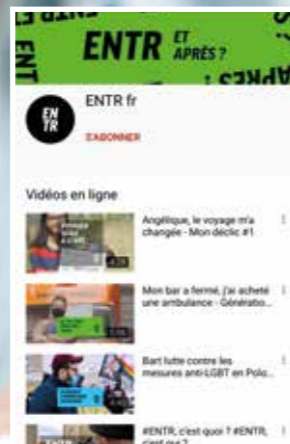 ENTR ET
APRÈS ?
EN
TR
ENTR fr
S'ABONNER
Vidéos en ligne
Angélique, le voyage m'a
changée - Mon déclic #1
Mon bar a fermé, j'ai acheté
une ambulance - Génératio...
Bart lutte contre les
mesures anti-LGBT en Polo...
#ENTR, c'est quoi ? #ENTR,
c'est qui ?